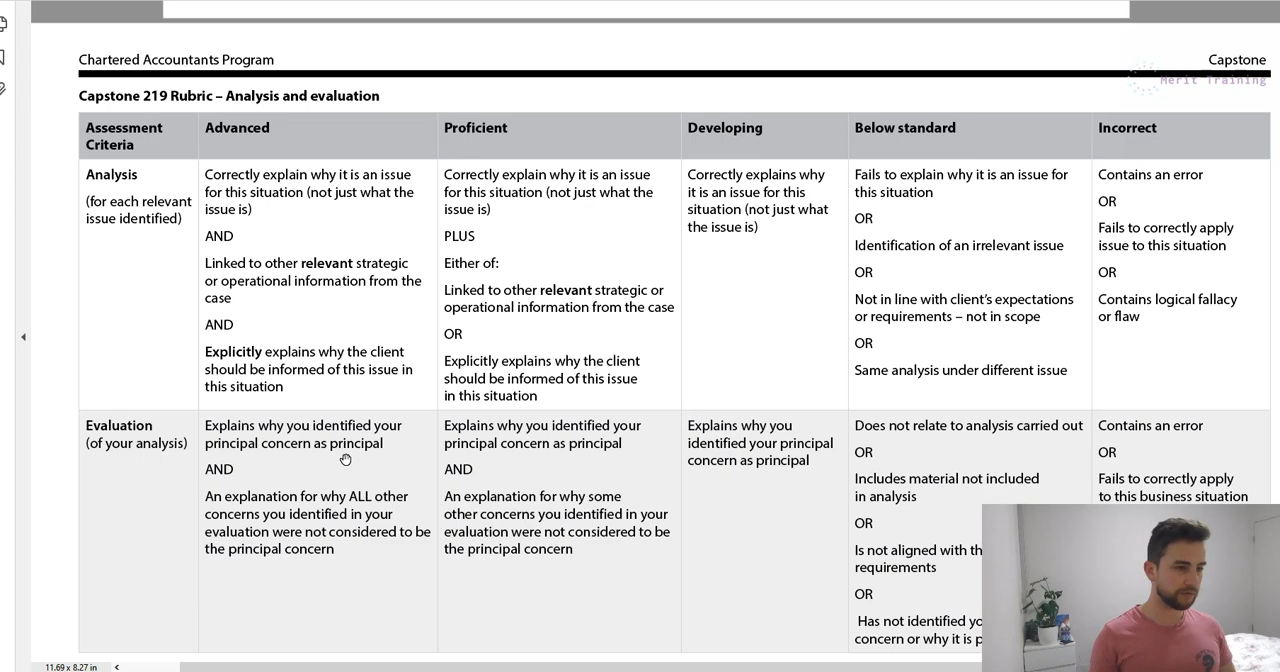 Chartered Accountants Program
Capstone
Merit Training
Capstone 219 Rubric – Analysis and evaluation
Assessment
Criteria
Advanced
Proficient
Developing
Below standard
Incorrect
Analysis
(for each relevant
issue identified)
Correctly explain why it is an issue
for this situation (not just what the
issue is)
AND
Linked to other relevant strategic
or operational information from the
case
AND
Explicitly explains why the client
should be informed of this issue in
this situation
Correctly explain why it is an issue
for this situation (not just what the
issue is)
PLUS
Either of:
Linked to other relevant strategic or
operational information from the case
OR
Explicitly explains why the client
should be informed of this issue
in this situation
Correctly explains why
it is an issue for this
situation (not just what
the issue is)
Fails to explain why it is an issue for
this situation
OR
Identification of an irrelevant issue
OR
Not in line with client's expectations
or requirements – not in scope
OR
Same analysis under different issue
Contains an error
OR
Fails to correctly apply
issue to this situation
OR
Contains logical fallacy
or flaw
Evaluation
(of your analysis)
Explains why you identified your
principal concern as principal
AND
An explanation for why ALL other
concerns you identified in your
evaluation were not considered to be
the principal concern
Explains why you identified your
principal concern as principal
AND
An explanation for why some
other concerns you identified in your
evaluation were not considered to be
the principal concern
Explains why you
identified your principal
concern as principal
Does not relate to analysis carried out
OR
Includes material not included
in analysis
OR
Is not aligned with th
requirements
OR
Has not identified yo
concern or why it is p
Contains an error
OR
Fails to correctly apply
to this business situation
11.69 x 8.27 in